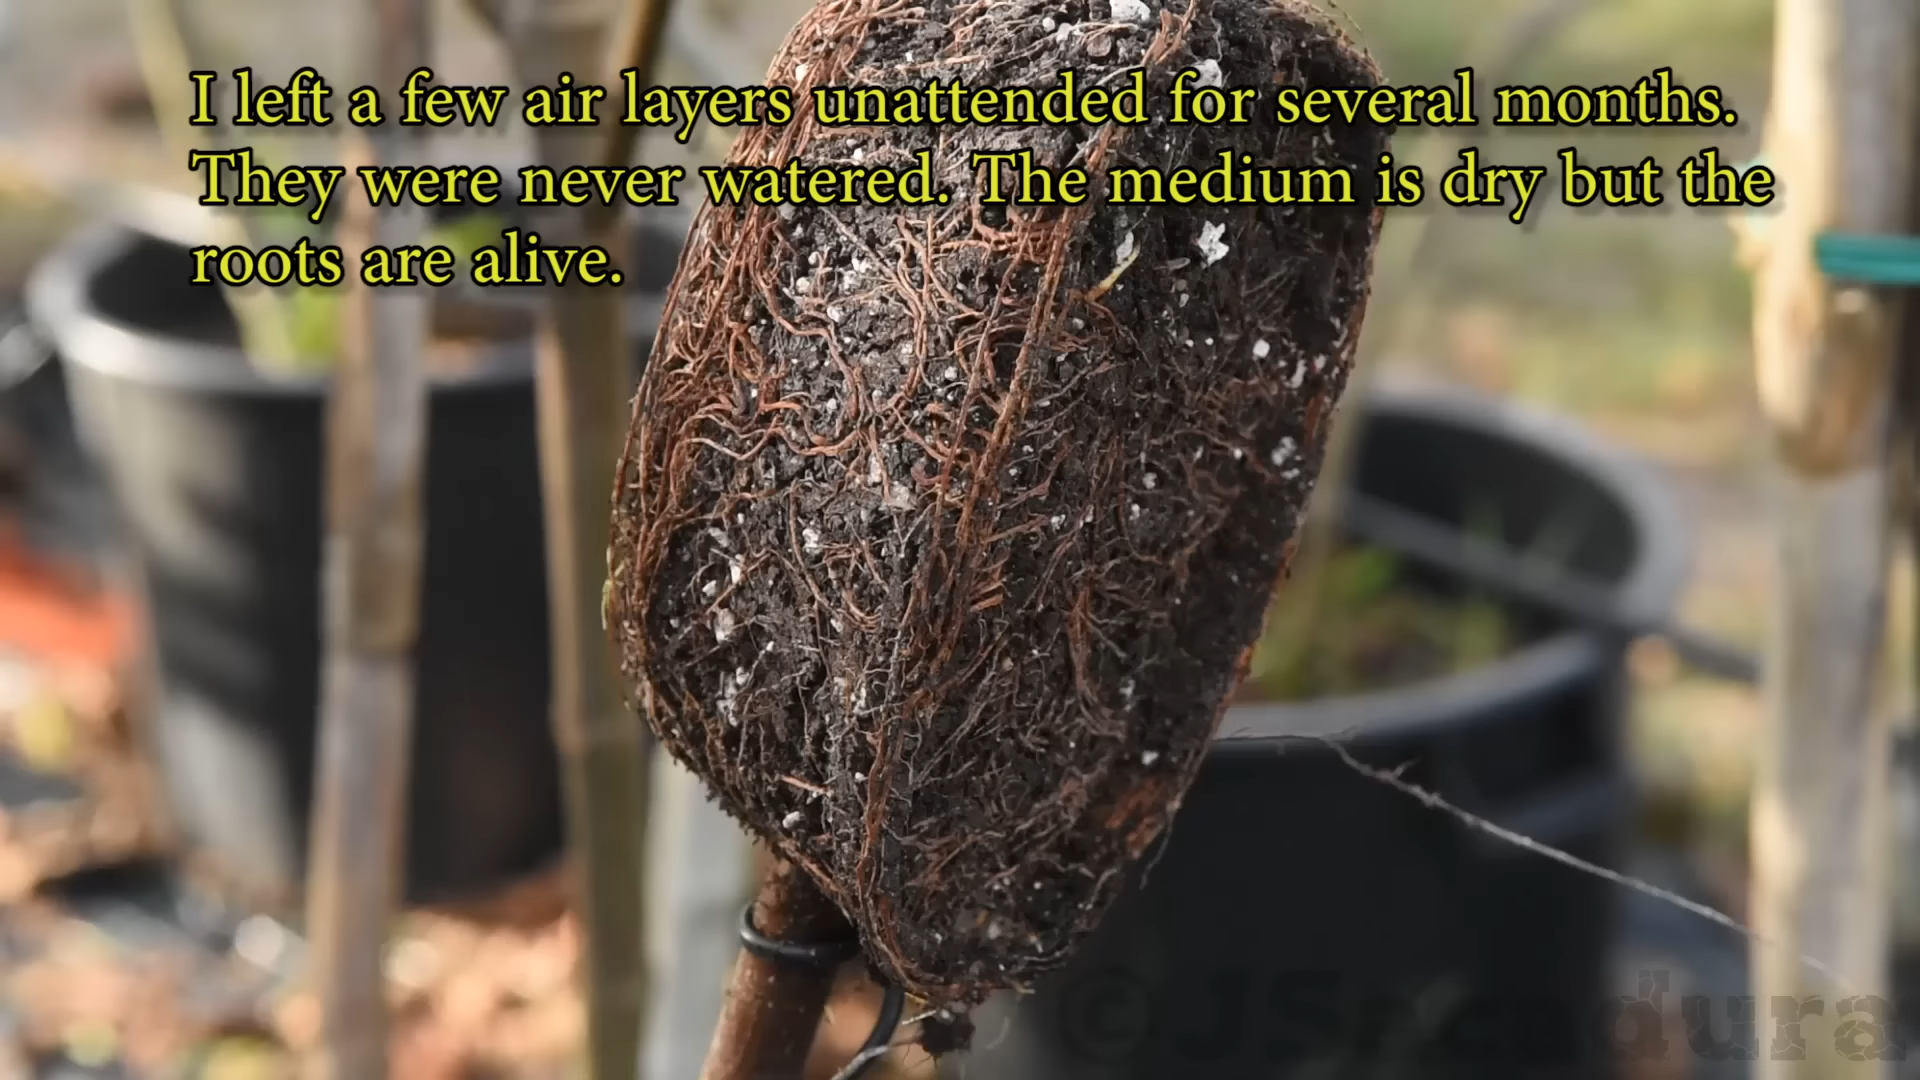 I left a few air layers unattended for several months.
They were never watered. The medium is dry but the
roots are alive.